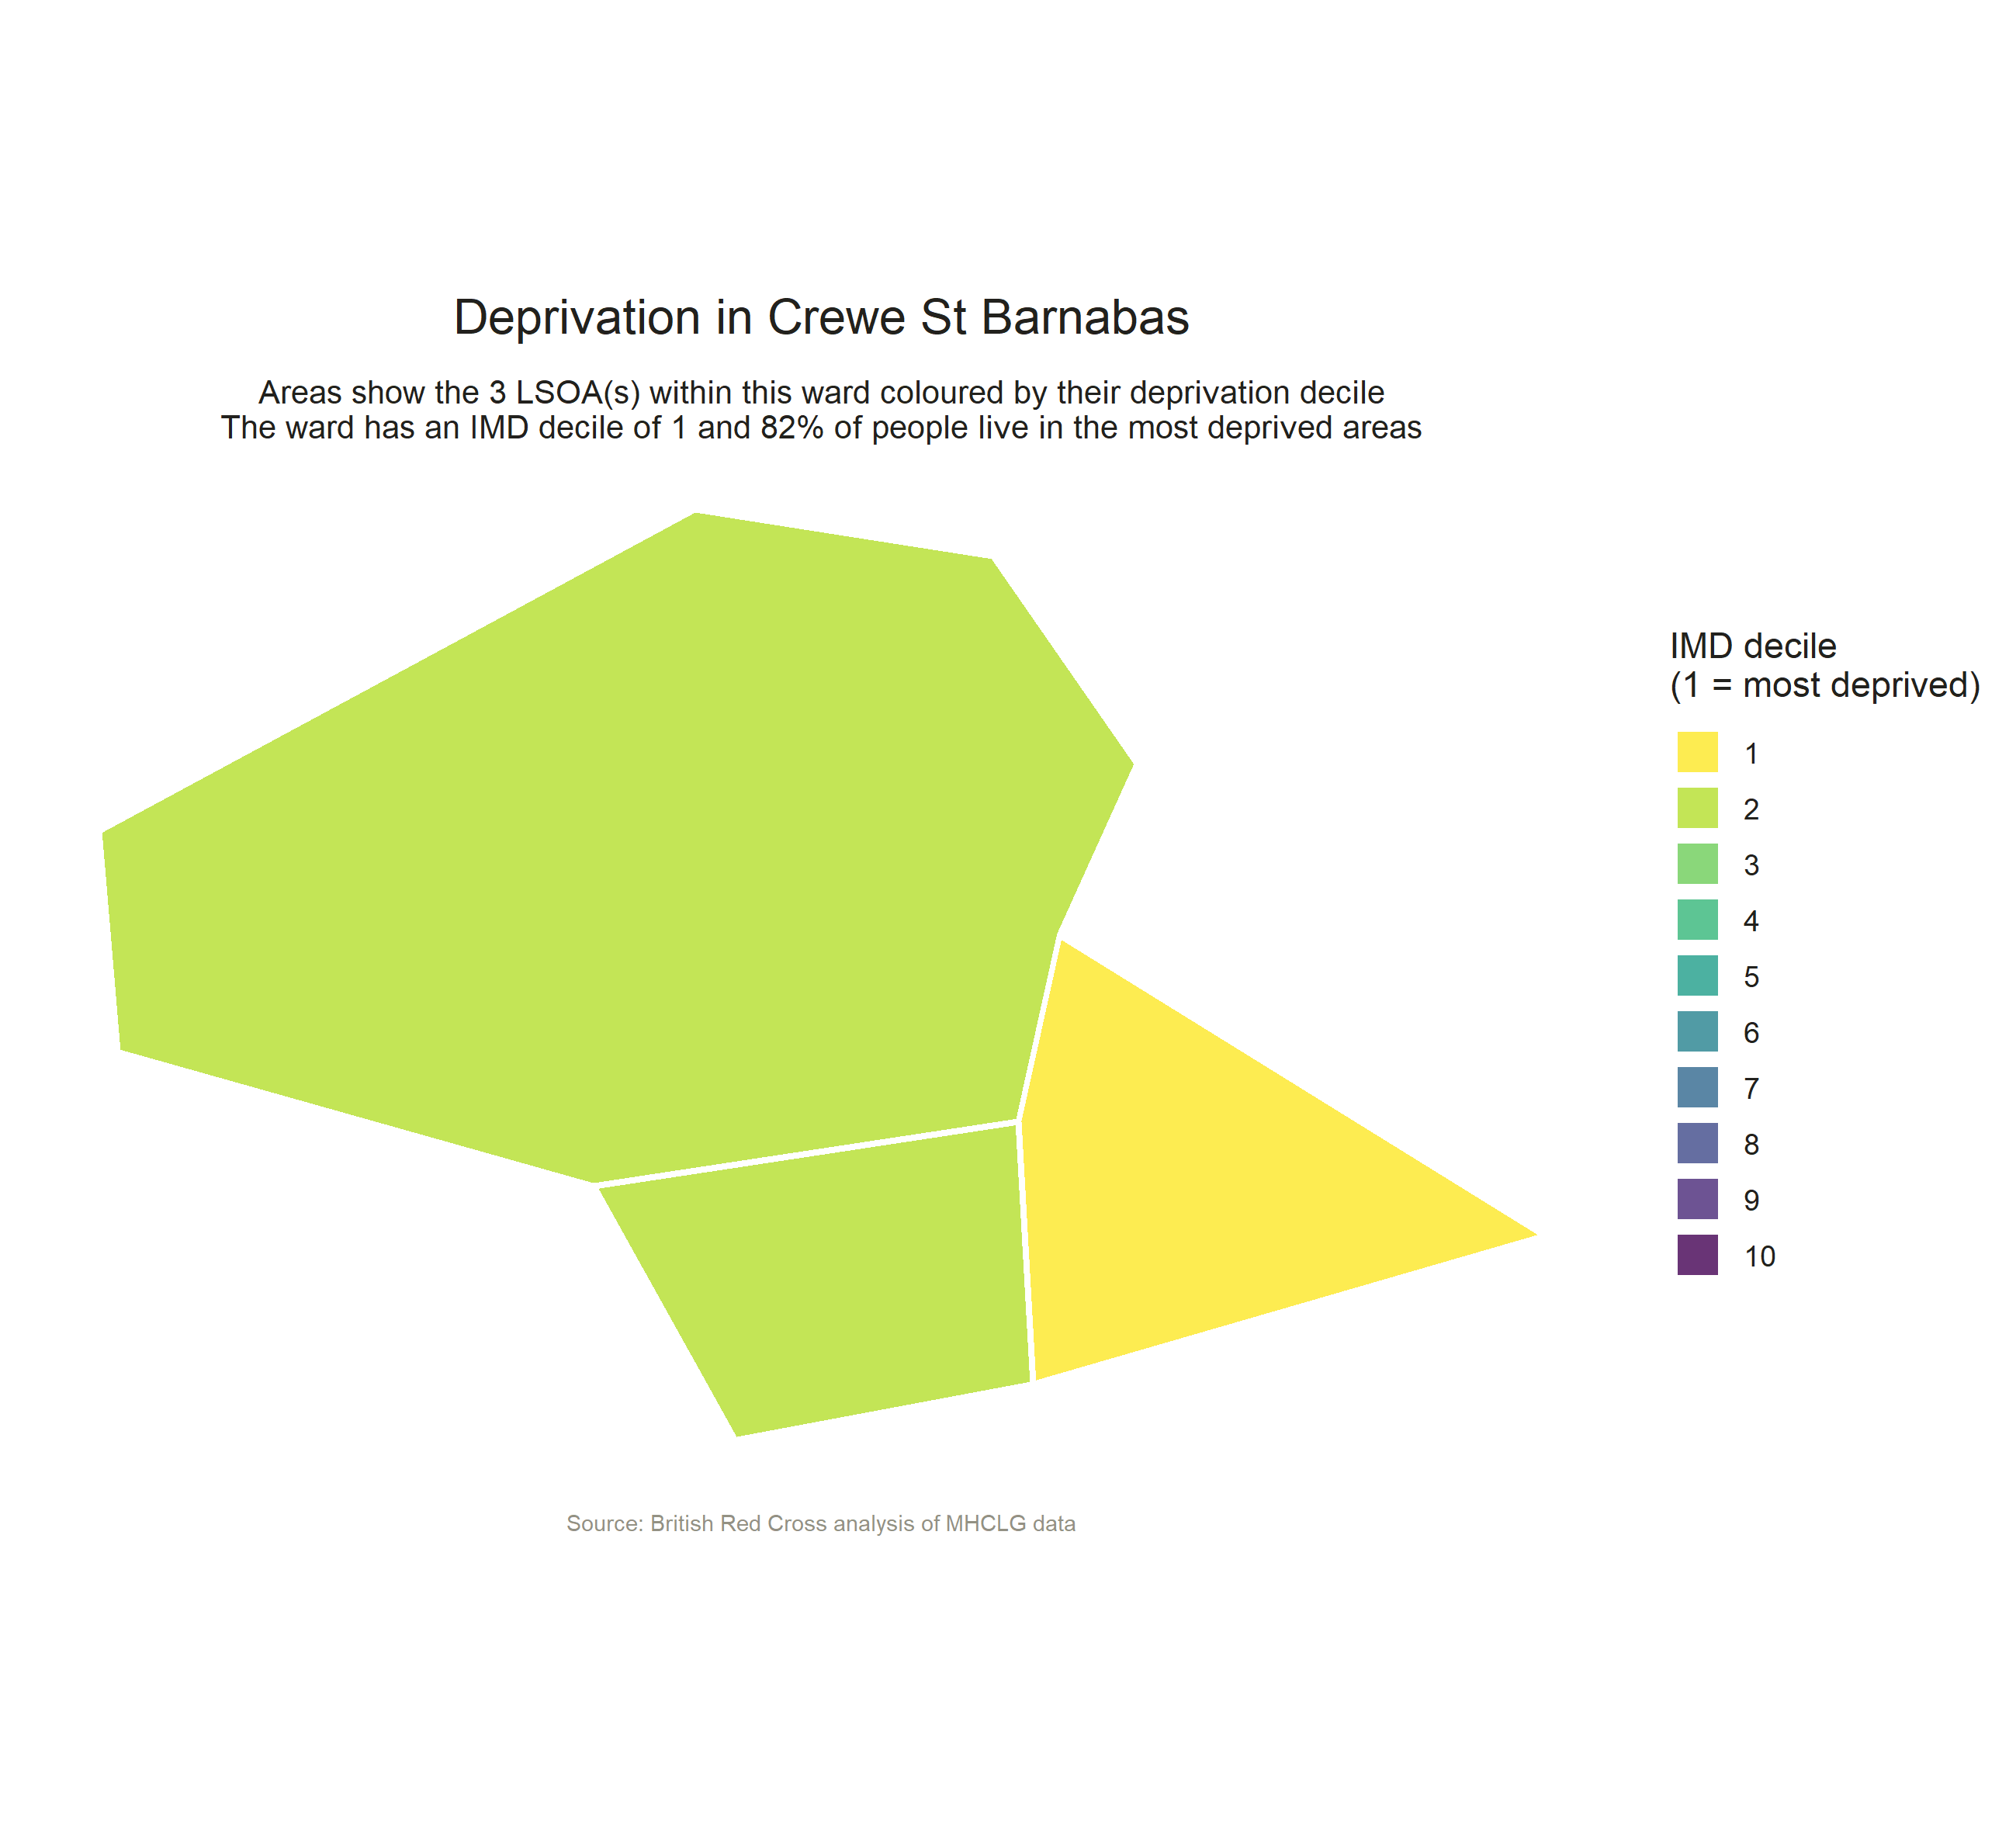 Deprivation in Crewe St Barnabas
Areas show the 3 LSOA(s) within this ward coloured by their deprivation decile
The ward has an IMD decile of 1 and 82% of people live in the most deprived areas
IMD decile
(1 = most deprived)
1
2
3
4
5
6
7
8
9
10
Source: British Red Cross analysis of MHCLG data